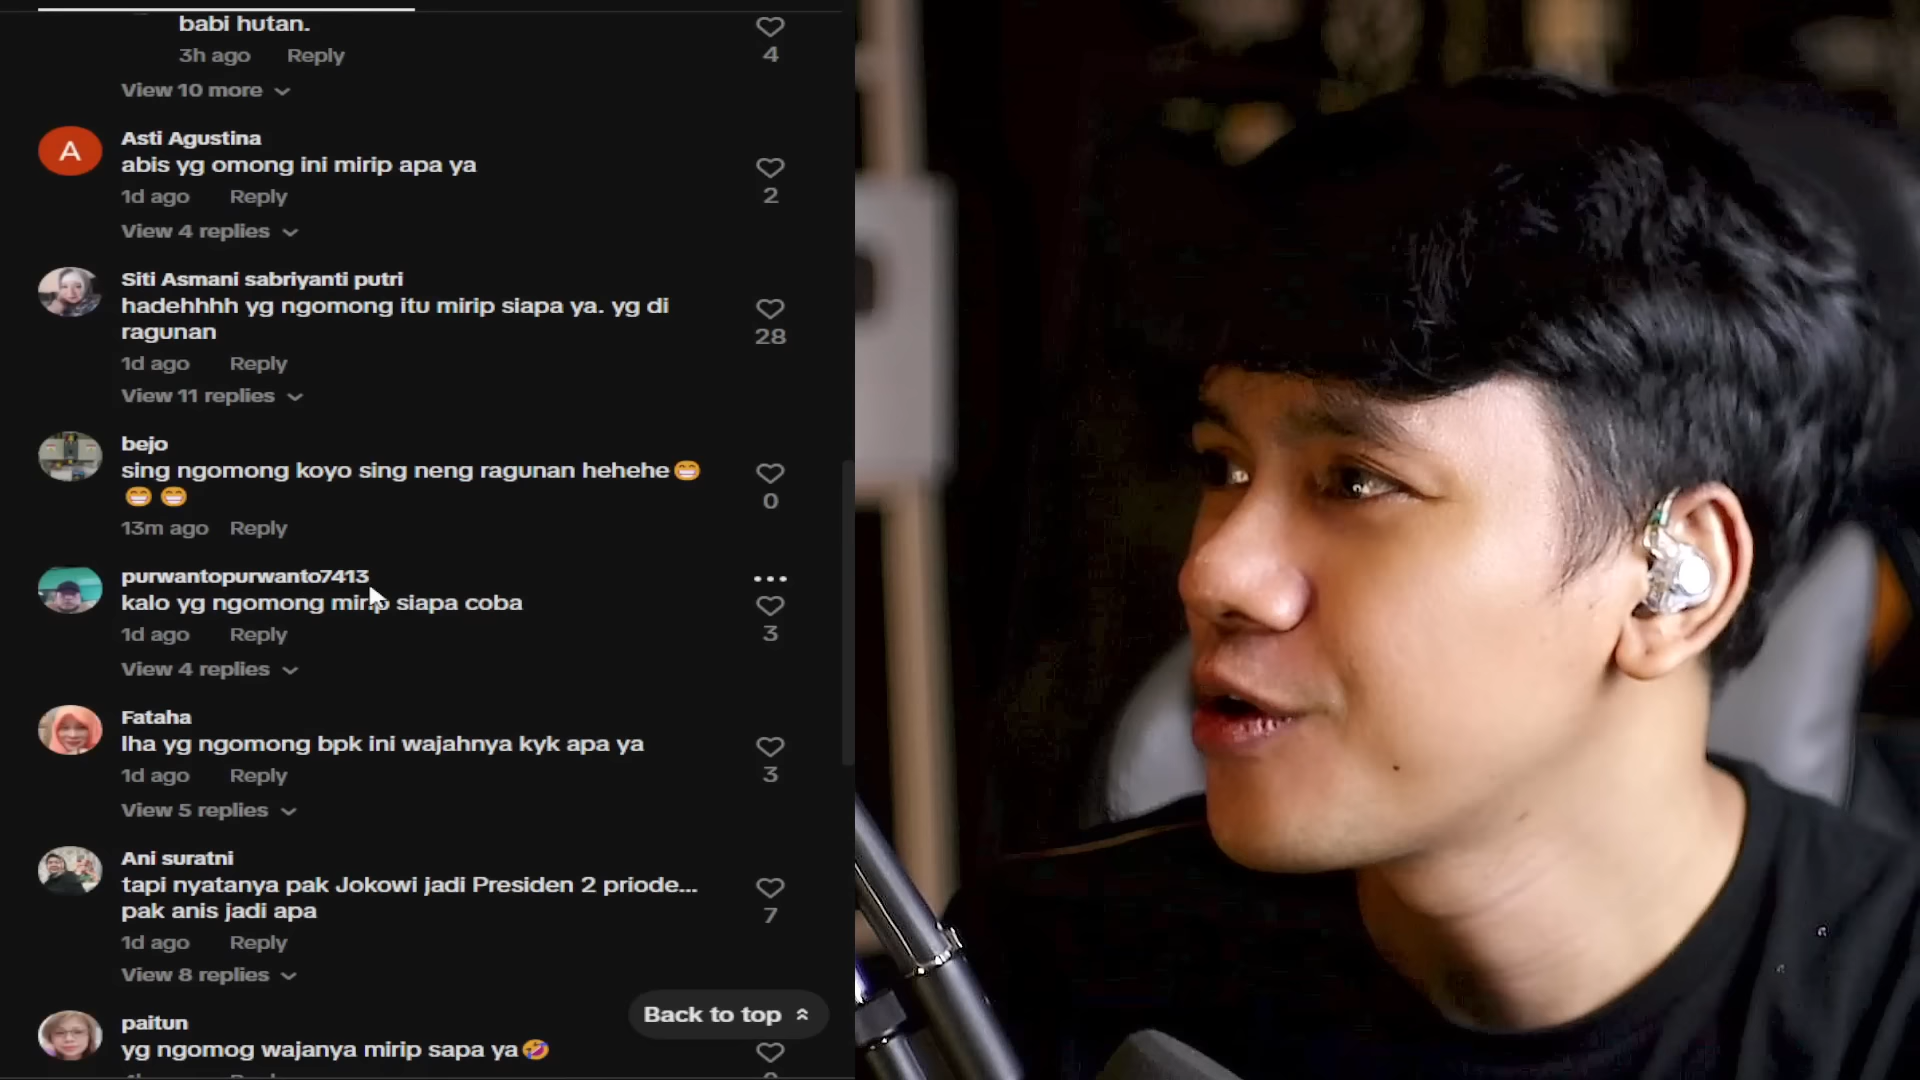 babi hutan.
4
3h ago Reply
View 10 more
A
Asti Agustina
abis yg omong ini mirip apa ya
2
1d ago Reply
View 4 replies
Siti Asmani sabriyanti putri
hadehhhh yg ngomong itu mirip siapa ya. yg di
ragunan
28
1d ago Reply
View 11 replies
bejo
sing ngomong koyo sing neng ragunan hehehe😁
😁 😁
0
13m ago Reply
purwantopurwanto7413
kalo yg ngomong mirip siapa coba
3
1d ago Reply
View 4 replies
Fataha
lha yg ngomong bpk ini wajahnya kyk apa ya
3
1d ago Reply
View 5 replies
Ani suratni
tapi nyatanya pak Jokowi jadi Presiden 2 priode...
pak anis jadi apa
7
1d ago Reply
View 8 replies
Back to top
paitun
yg ngomog wajanya mirip sapa ya🤣